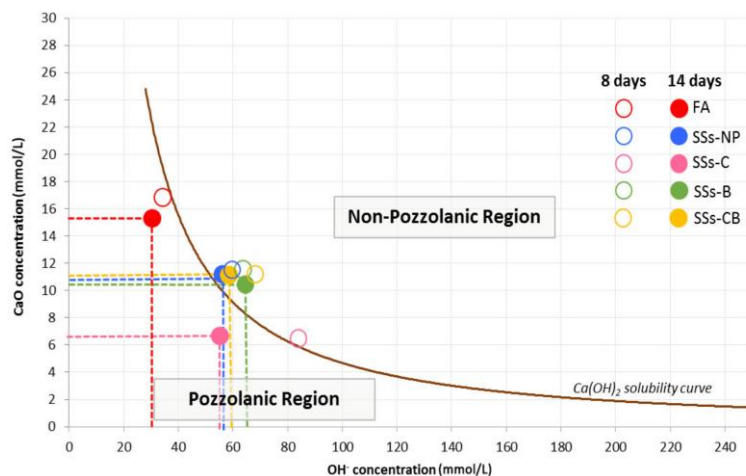 30
28
26
24
22
20
18
16
14
12
10
8
6
4
2
0
CaO concentration (mmol/L)
8 days 14 days
FA
SSs-NP
SSs-C
SSs-B
SSs-CB
Non-Pozzolanic Region
Pozzolanic Region
Ca(OH)₂ solubility curve
0 20 40 60 80 100 120 140 160 180 200 220 240
OH⁻ concentration (mmol/L)